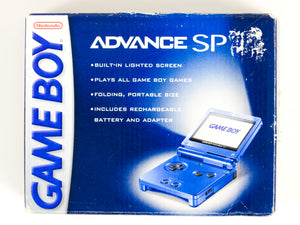 Nintendo
GAME BOY
ADVANCE SP
•BUILT-IN LIGHTED SCREEN
•PLAYS ALL GAME BOY GAMES
•FOLDING, PORTABLE SIZE
•INCLUDES RECHARGEABLE
BATTERY AND ADAPTER
GAME BOY